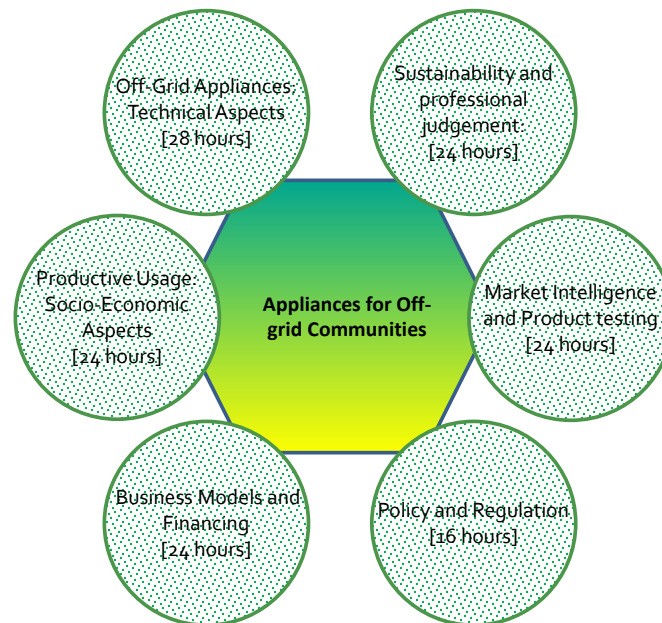 Off-Grid Appliances:
Technical Aspects
[28 hours]
Sustainability and
professional
judgement:
[24 hours]
Productive Usage:
Socio-Economic
Aspects
[24 hours]
Appliances for Off-
grid Communities
Market Intelligence
and Product testing
[24 hours]
Business Models and
Financing
[24 hours]
Policy and Regulation
[16 hours]